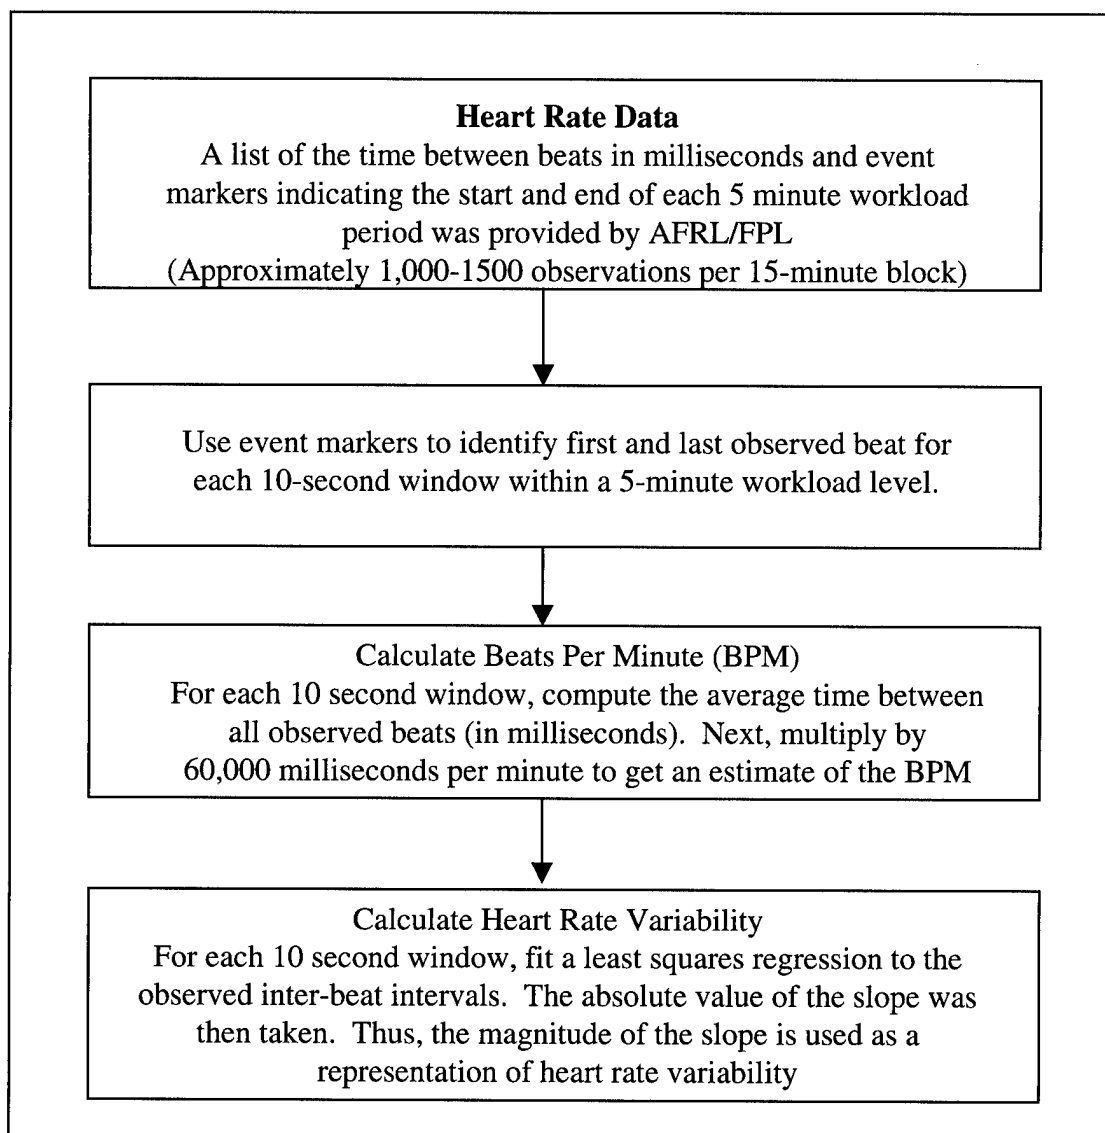 Heart Rate Data
A list of the time between beats in milliseconds and event
markers indicating the start and end of each 5 minute workload
period was provided by AFRL/FPL
(Approximately 1,000-1500 observations per 15-minute block)
Use event markers to identify first and last observed beat for
each 10-second window within a 5-minute workload level.
Calculate Beats Per Minute (BPM)
For each 10 second window, compute the average time between
all observed beats (in milliseconds).  Next, multiply by
60,000 milliseconds per minute to get an estimate of the BPM
Calculate Heart Rate Variability
For each 10 second window, fit a least squares regression to the
observed inter-beat intervals.  The absolute value of the slope was
then taken.  Thus, the magnitude of the slope is used as a
representation of heart rate variability